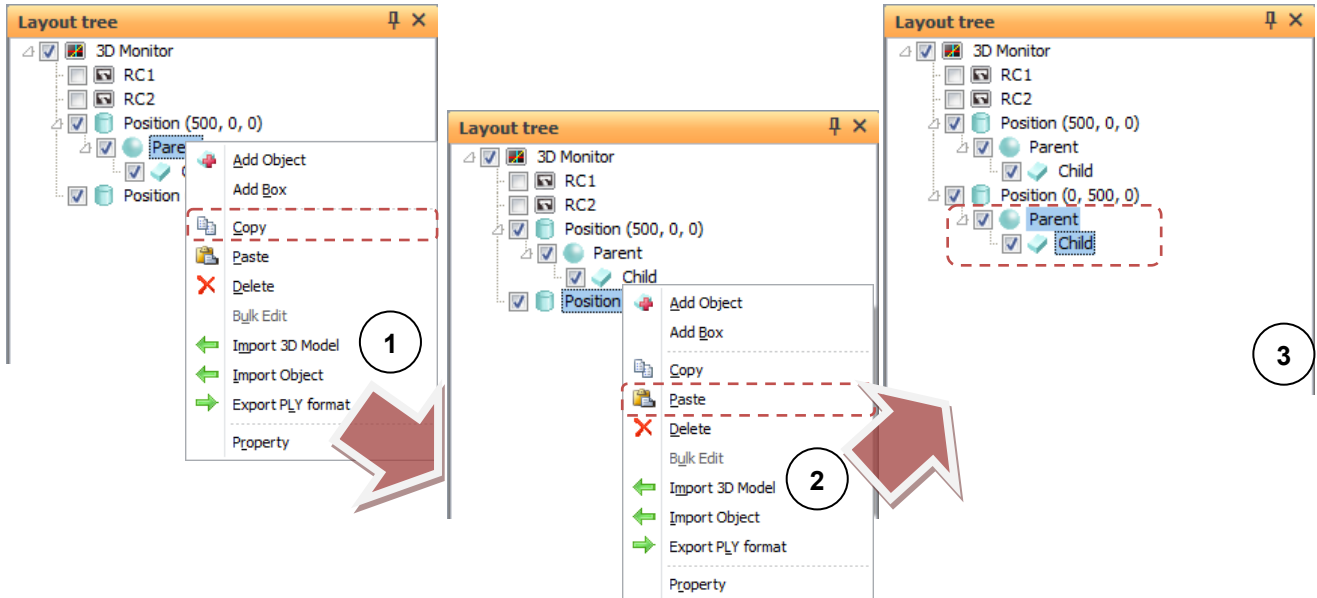 Layout tree
3D Monitor
RC1
RC2
Position (500, 0, 0)
Pare
Position
Add Object
Add Box
Copy
Paste
Delete
Bulk Edit
Import 3D Model
Import Object
Export PLY format
Property
1
Layout tree
3D Monitor
RC1
RC2
Position (500, 0, 0)
Parent
Child
Position
Add Object
Add Box
Copy
Paste
Delete
Bulk Edit
Import 3D Model
Import Object
Export PLY format
Property
2
Layout tree
3D Monitor
RC1
RC2
Position (500, 0, 0)
Parent
Child
Position (0, 500, 0)
Parent
Child
3